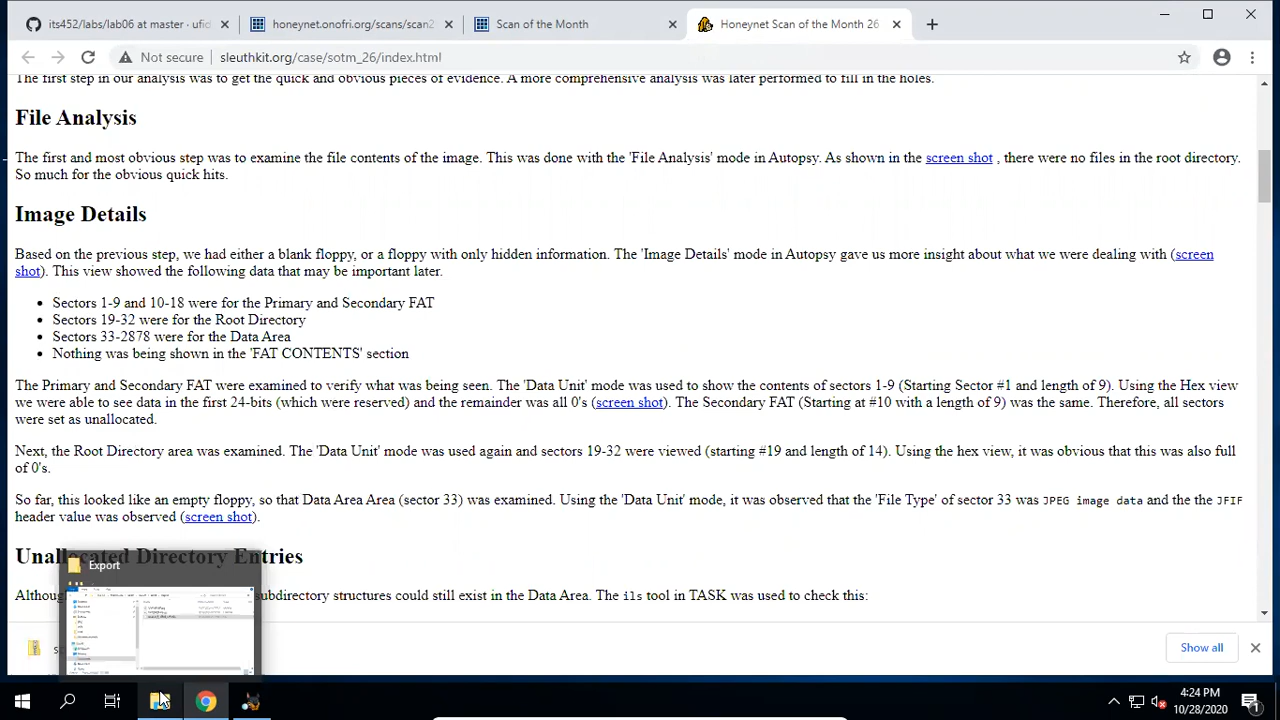 its452/labs/lab06 at master · ufid
honeynet.onofri.org/scans/scan2
Scan of the Month
Honeynet Scan of the Month 26
Not secure
sleuthkit.org/case/sotm_26/index.html
The first step in our analysis was to get the quick and obvious pieces of evidence. A more comprehensive analysis was later performed to fill in the holes.
File Analysis
The first and most obvious step was to examine the file contents of the image. This was done with the 'File Analysis' mode in Autopsy. As shown in the screen shot , there were no files in the root directory.
So much for the obvious quick hits.
Image Details
Based on the previous step, we had either a blank floppy, or a floppy with only hidden information. The 'Image Details' mode in Autopsy gave us more insight about what we were dealing with (screen
shot). This view showed the following data that may be important later.
• Sectors 1-9 and 10-18 were for the Primary and Secondary FAT
• Sectors 19-32 were for the Root Directory
• Sectors 33-2878 were for the Data Area
• Nothing was being shown in the 'FAT CONTENTS' section
The Primary and Secondary FAT were examined to verify what was being seen. The 'Data Unit' mode was used to show the contents of sectors 1-9 (Starting Sector #1 and length of 9). Using the Hex view
we were able to see data in the first 24-bits (which were reserved) and the remainder was all 0's (screen shot). The Secondary FAT (Starting at #10 with a length of 9) was the same. Therefore, all sectors
were set as unallocated.
Next, the Root Directory area was examined. The 'Data Unit' mode was used again and sectors 19-32 were viewed (starting #19 and length of 14). Using the hex view, it was obvious that this was also full
of 0's.
So far, this looked like an empty floppy, so that Data Area Area (sector 33) was examined. Using the 'Data Unit' mode, it was observed that the 'File Type' of sector 33 was JPEG image data and the the JFIF
header value was observed (screen shot).
Unallocated Directory Entries
Export
Althou
subdirectory structures could still exist in the Data Area. The ils tool in TASK was used to check this:
Show all
4:24 PM
10/28/2020
1